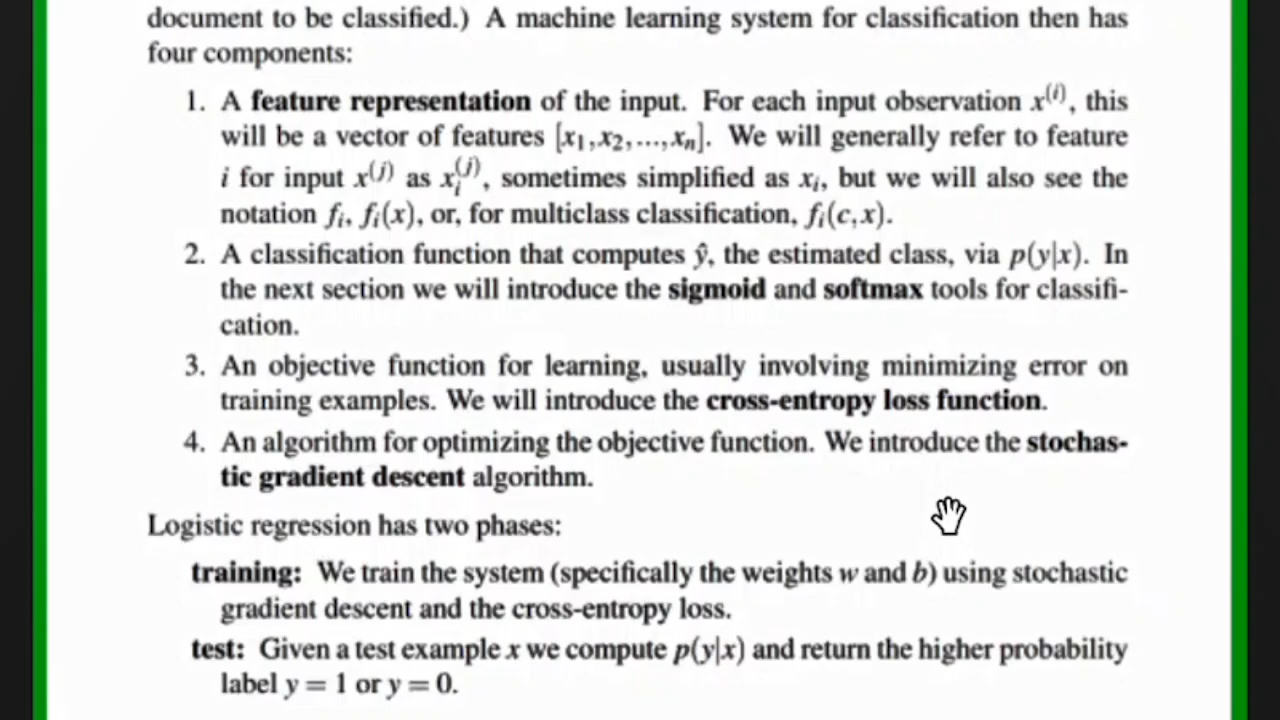 document to be classified.) A machine learning system for classification then has
four components:
1. A feature representation of the input. For each input observation x⁽ⁱ⁾, this
will be a vector of features [x₁,x₂,...,xₙ]. We will generally refer to feature
i for input x⁽ʲ⁾ as xᵢ⁽ʲ⁾, sometimes simplified as xᵢ, but we will also see the
notation fᵢ, fᵢ(x), or, for multiclass classification, fᵢ(c,x).
2. A classification function that computes ŷ, the estimated class, via p(y|x). In
the next section we will introduce the sigmoid and softmax tools for classifi-
cation.
3. An objective function for learning, usually involving minimizing error on
training examples. We will introduce the cross-entropy loss function.
4. An algorithm for optimizing the objective function. We introduce the stochas-
tic gradient descent algorithm.
Logistic regression has two phases:
training: We train the system (specifically the weights w and b) using stochastic
gradient descent and the cross-entropy loss.
test: Given a test example x we compute p(y|x) and return the higher probability
label y = 1 or y = 0.